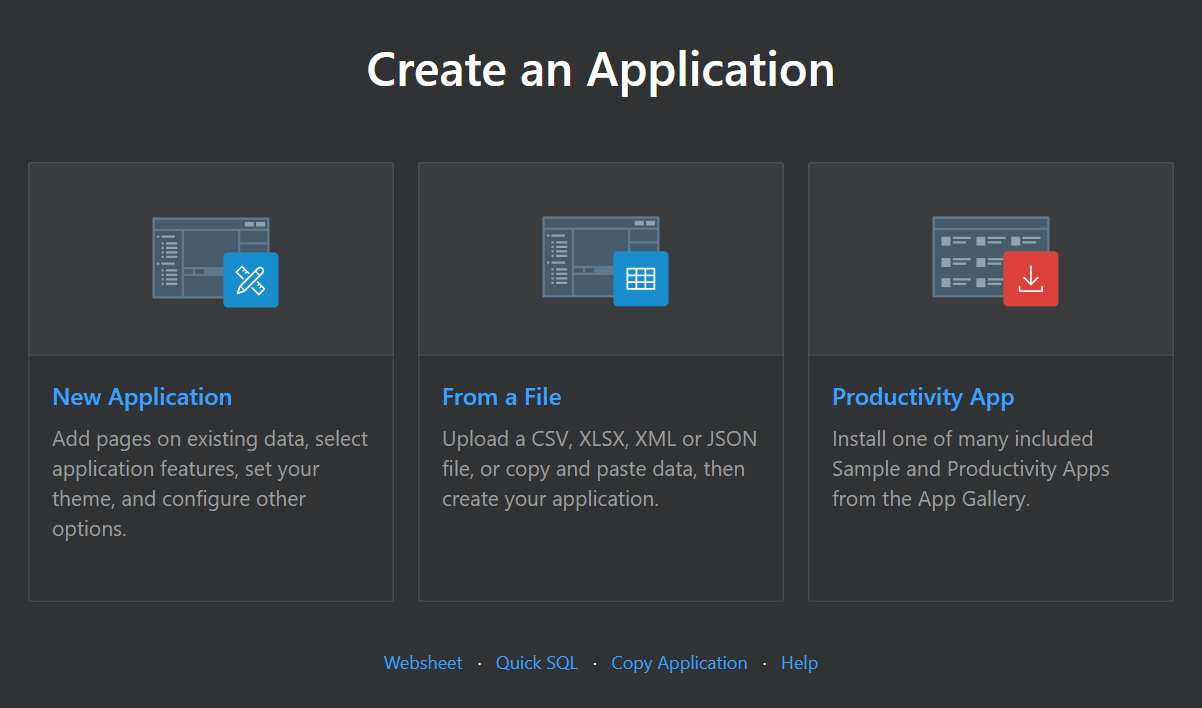 Create an Application
New Application
Add pages on existing data, select
application features, set your
theme, and configure other
options.
From a File
Upload a CSV, XLSX, XML or JSON
file, or copy and paste data, then
create your application.
Productivity App
Install one of many included
Sample and Productivity Apps
from the App Gallery.
Websheet · Quick SQL · Copy Application · Help